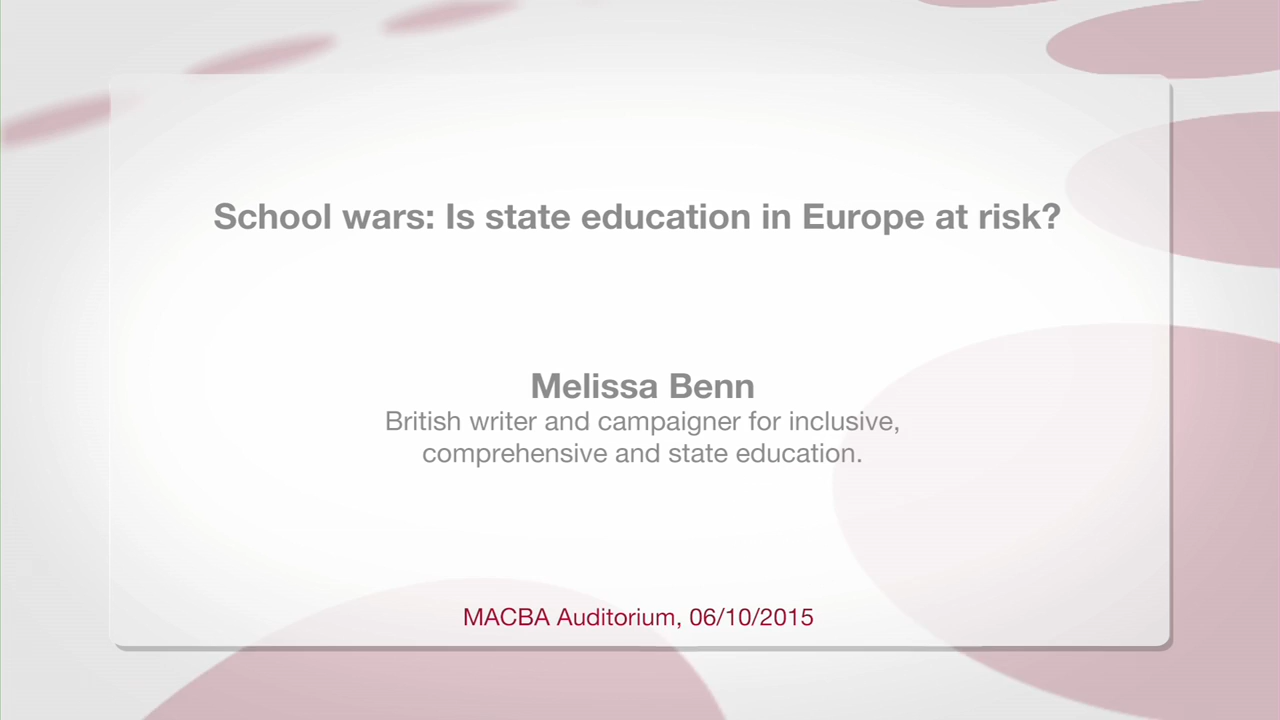 School wars: Is state education in Europe at risk?
Melissa Benn
British writer and campaigner for inclusive,
comprehensive and state education.
MACBA Auditorium, 06/10/2015